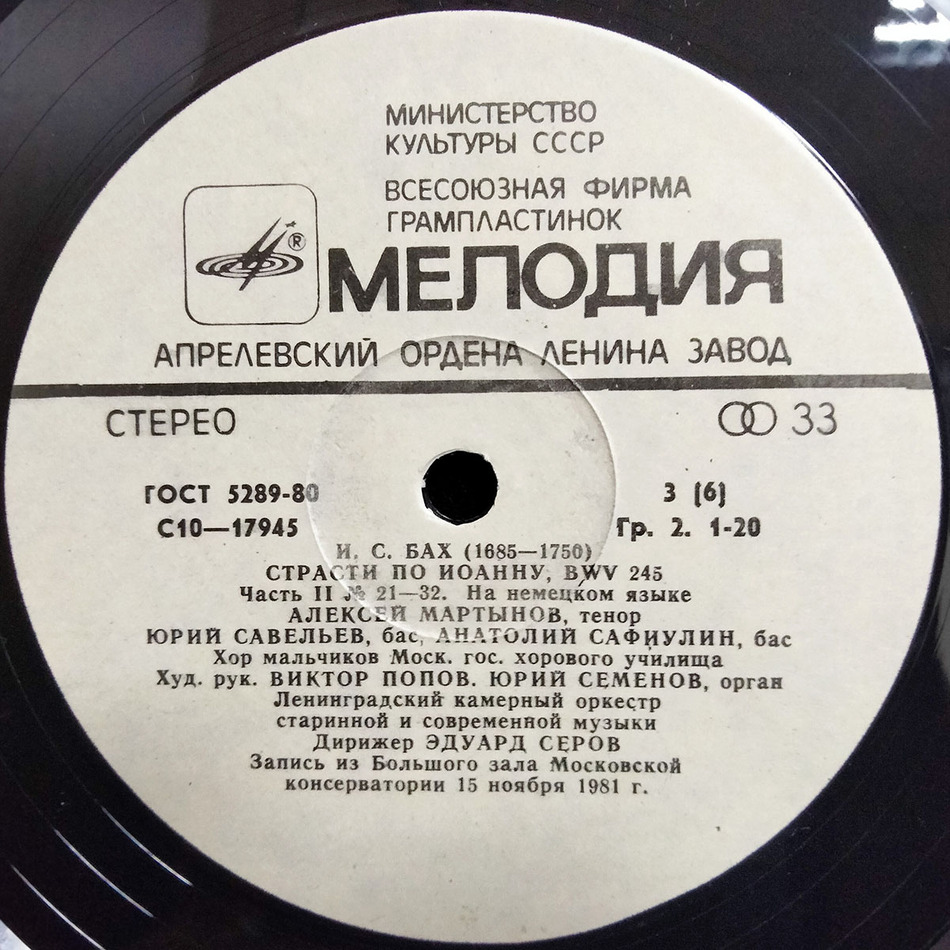 МИНИСТЕРСТВО
КУЛЬТУРЫ СССР
ВСЕСОЮЗНАЯ ФИРМА
ГРАМПЛАСТИНОК
®
МЕЛОДИЯ
АПРЕЛЕВСКИЙ ОРДЕНА ЛЕНИНА ЗАВОД
СТЕРЕО 33
ГОСТ 5289-80 3 (6)
С10—17945 Гр. 2. 1-20
И. С. БАХ (1685—1750)
СТРАСТИ ПО ИОАННУ, BWV 245
Часть II № 21—32. На немецком языке
АЛЕКСЕЙ МАРТЫНОВ, тенор
ЮРИЙ САВЕЛЬЕВ, бас, АНАТОЛИЙ САФИУЛИН, бас
Хор мальчиков Моск. гос. хорового училища
Худ. рук. ВИКТОР ПОПОВ. ЮРИЙ СЕМЕНОВ, орган
Ленинградский камерный оркестр
старинной и современной музыки
Дирижер ЭДУАРД СЕРОВ
Запись из Большого зала Московской
консерватории 15 ноября 1981 г.